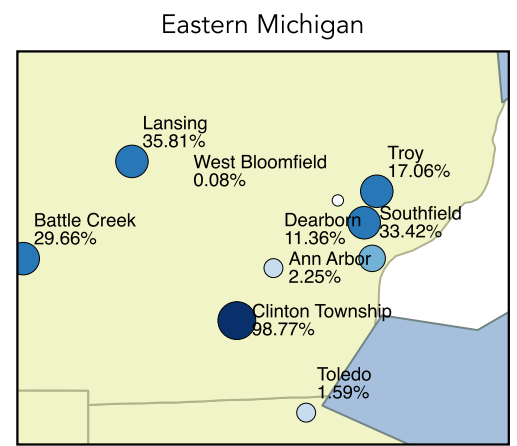 Eastern Michigan
Lansing
35.81%
West Bloomfield
0.08%
Troy
17.06%
Battle Creek
29.66%
Dearborn
11.36%
Southfield
33.42%
Ann Arbor
2.25%
Clinton Township
98.77%
Toledo
1.59%